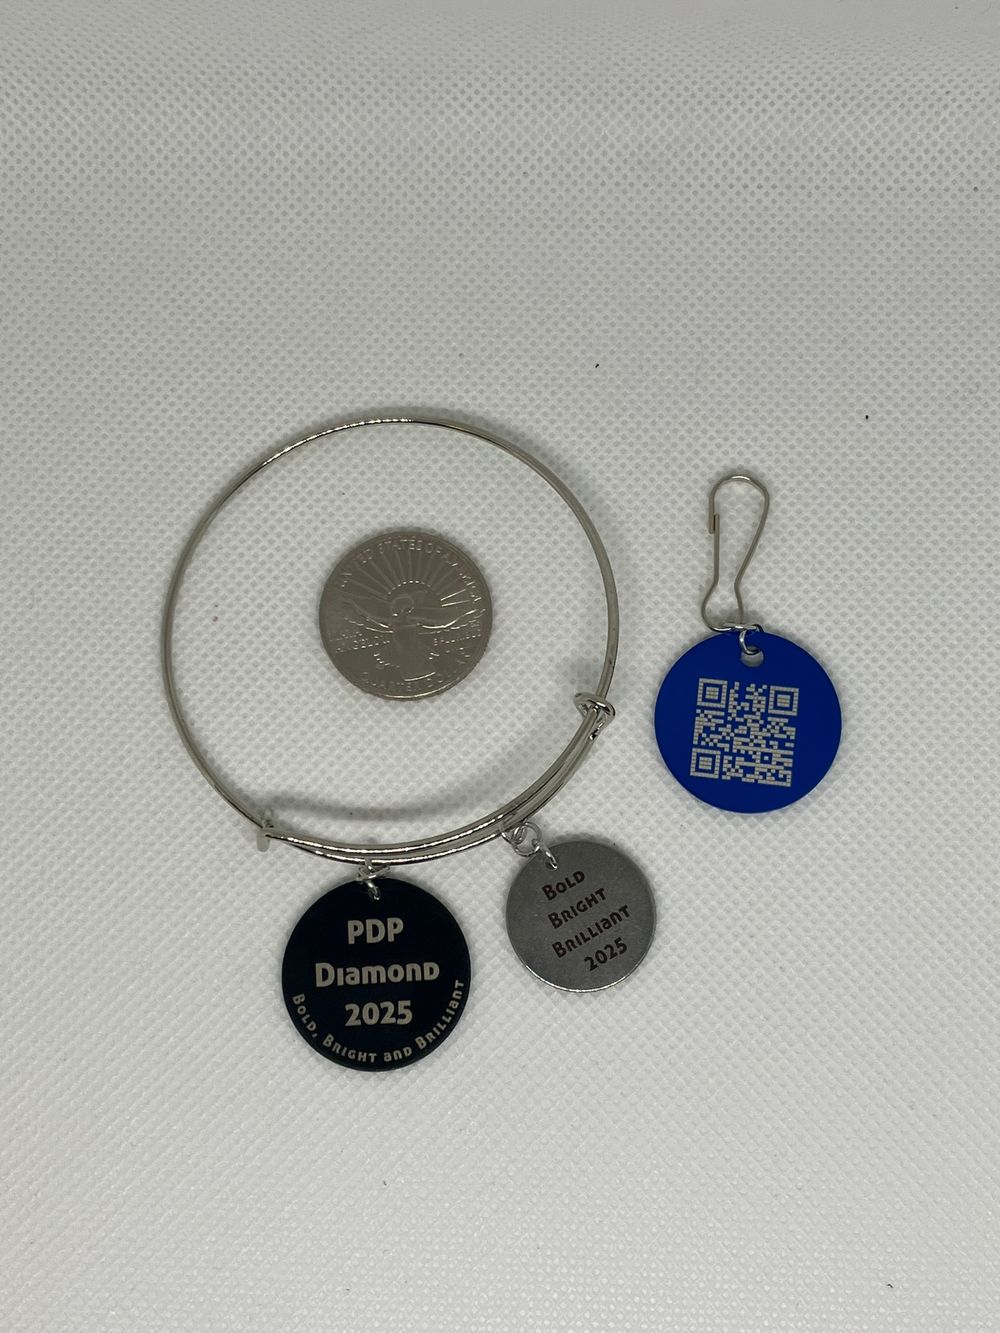 UNITED STATES OF AMERICA
QUARTER DOLLAR
PDP
Diamond
2025
Bold, Bright and Brilliant
Bold
Bright
Brilliant
2025